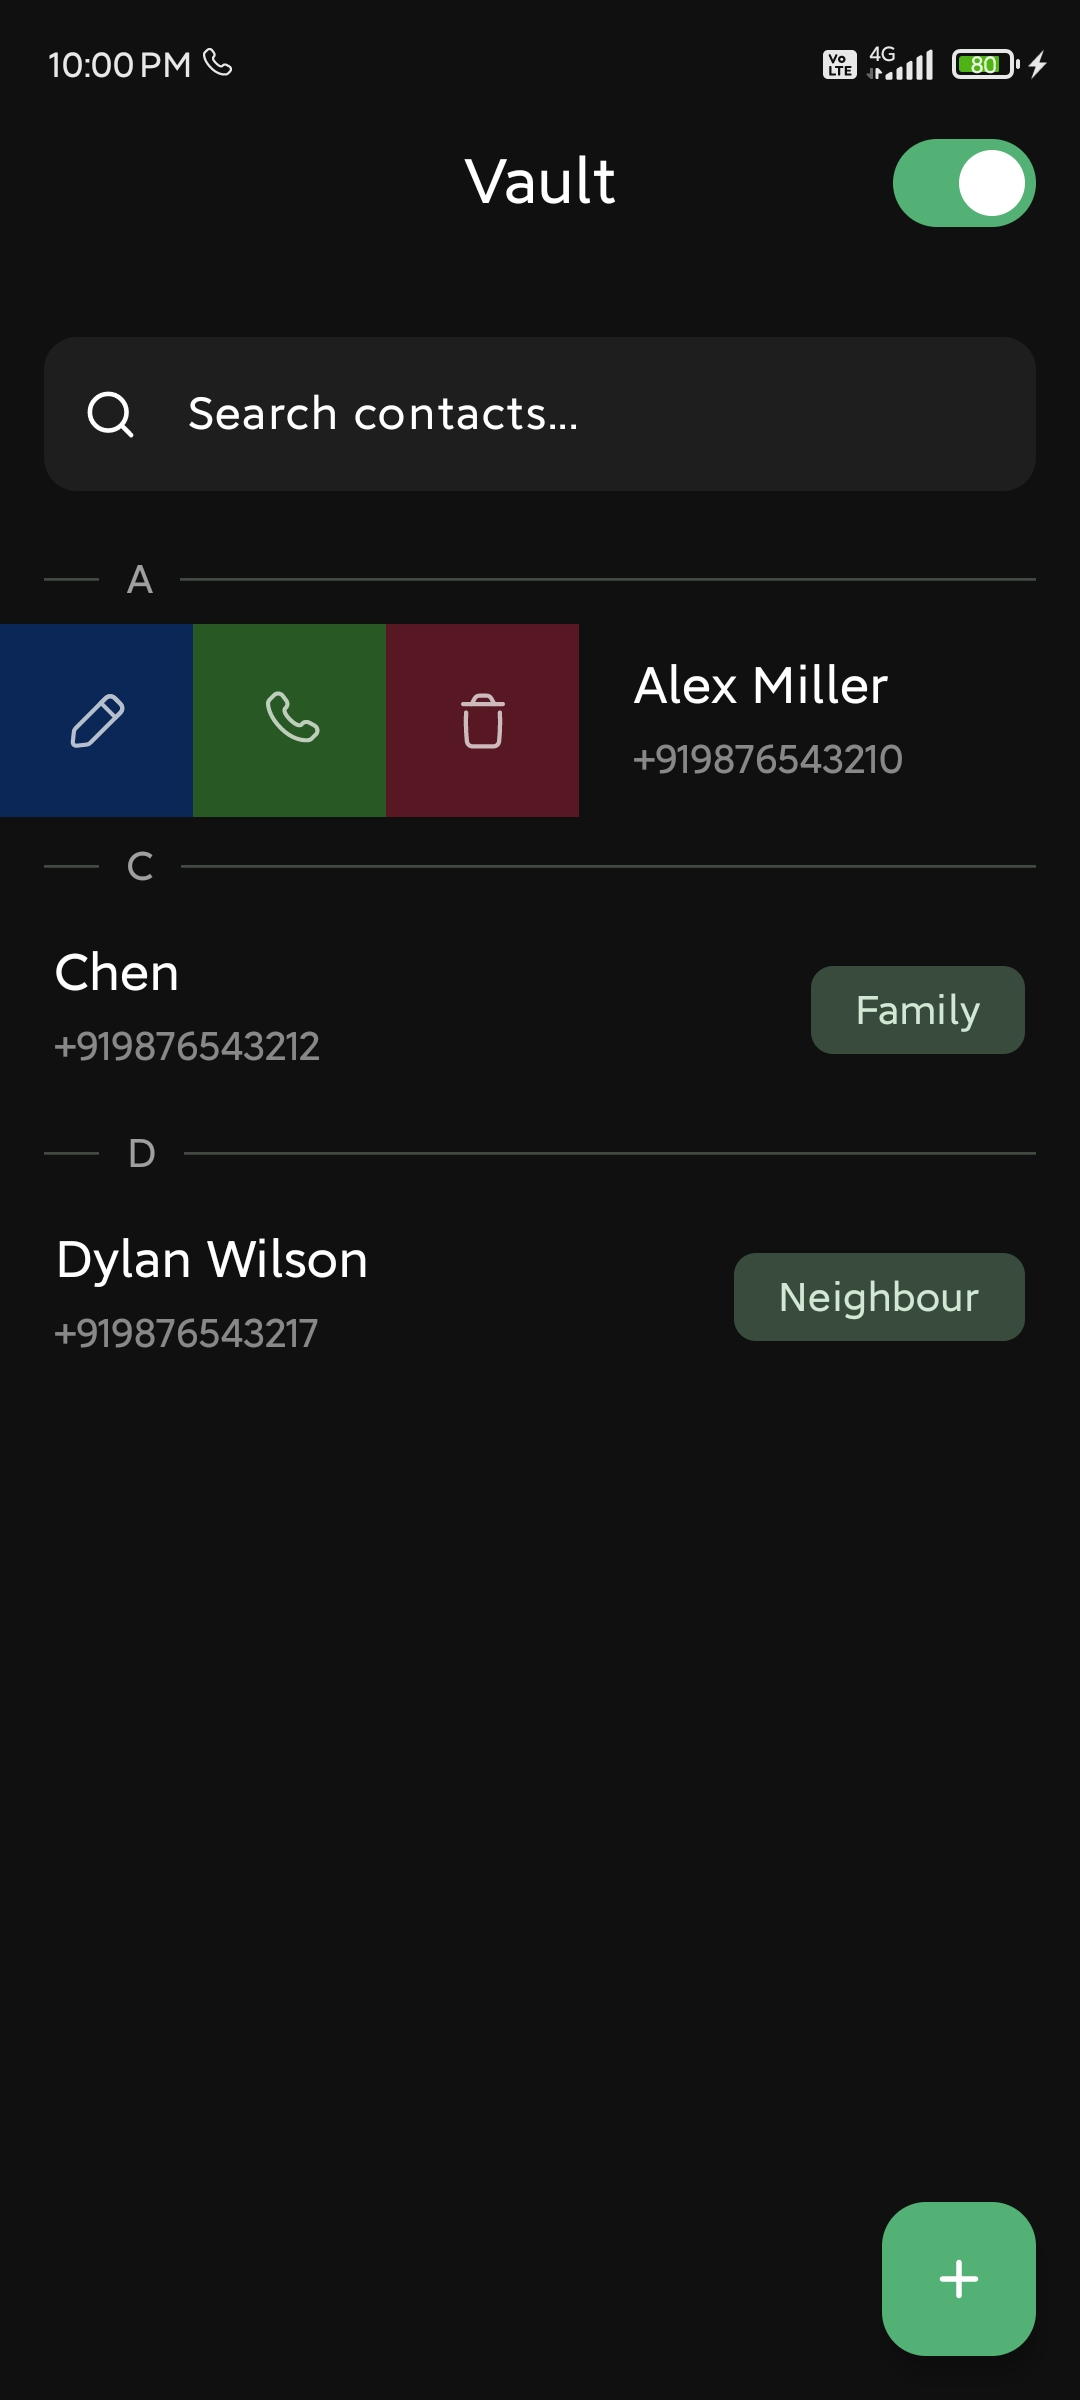 10:00 PM Vo LTE 4G 80
Vault
Search contacts...
A
Alex Miller
+919876543210
C
Chen
+919876543212
Family
D
Dylan Wilson
+919876543217
Neighbour